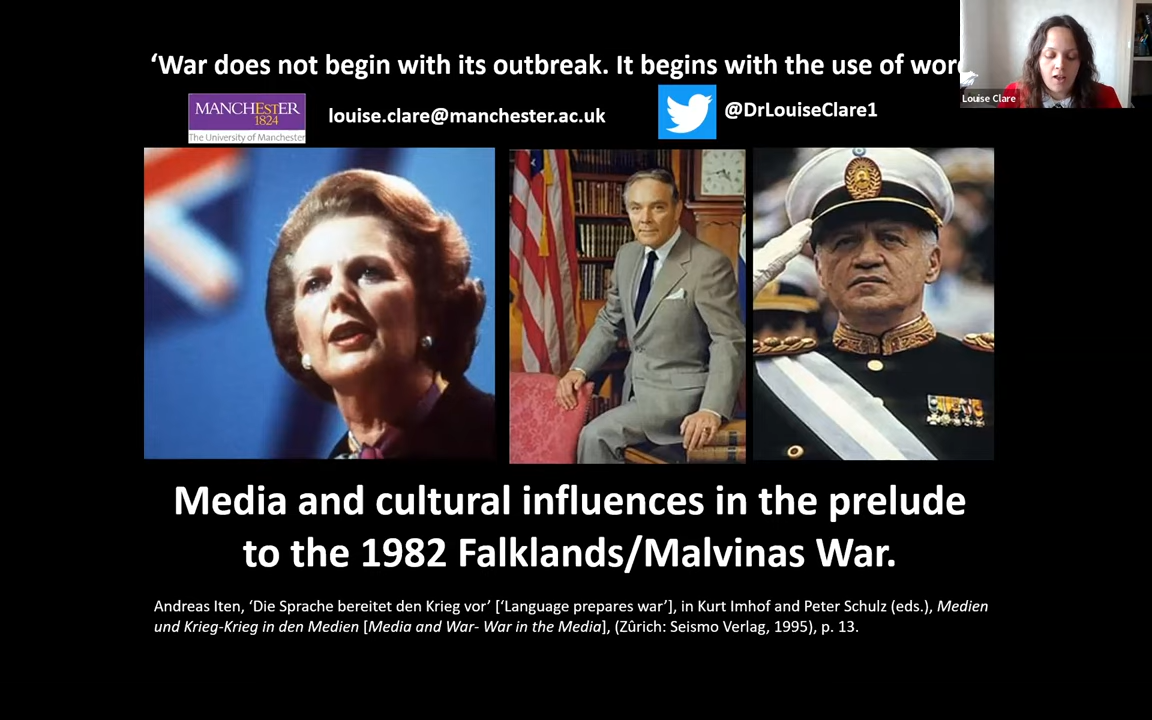 ‘War does not begin with its outbreak. It begins with the use of
MANCHESTER
1824
The University of Manchester
louise.clare@manchester.ac.uk
@DrLouiseClare1
Louise Clare
Media and cultural influences in the prelude
to the 1982 Falklands/Malvinas War.
Andreas Iten, ‘Die Sprache bereitet den Krieg vor’ [‘Language prepares war’], in Kurt Imhof and Peter Schulz (eds.), Medien
und Krieg-Krieg in den Medien [Media and War- War in the Media], (Zûrich: Seismo Verlag, 1995), p. 13.